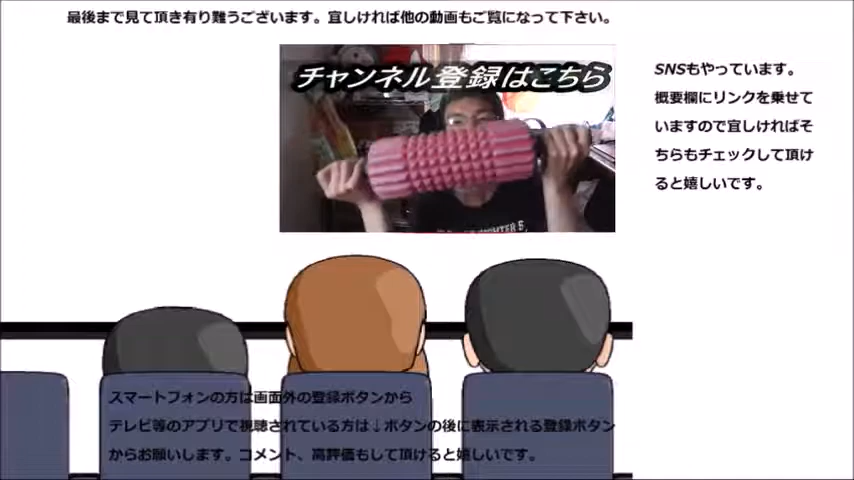 最後まで見て頂き有り難うございます。宜しければ他の動画もご覧になって下さい。
チャンネル登録はこちら
SNSもやっています。
概要欄にリンクを乗せて
いますので宜しければそ
ちらもチェックして頂け
ると嬉しいです。
スマートフォンの方は画面外の登録ボタンから
テレビ等のアプリで視聴されている方は↓ボタンの後に表示される登録ボタン
からお願いします。コメント、高評価もして頂けると嬉しいです。